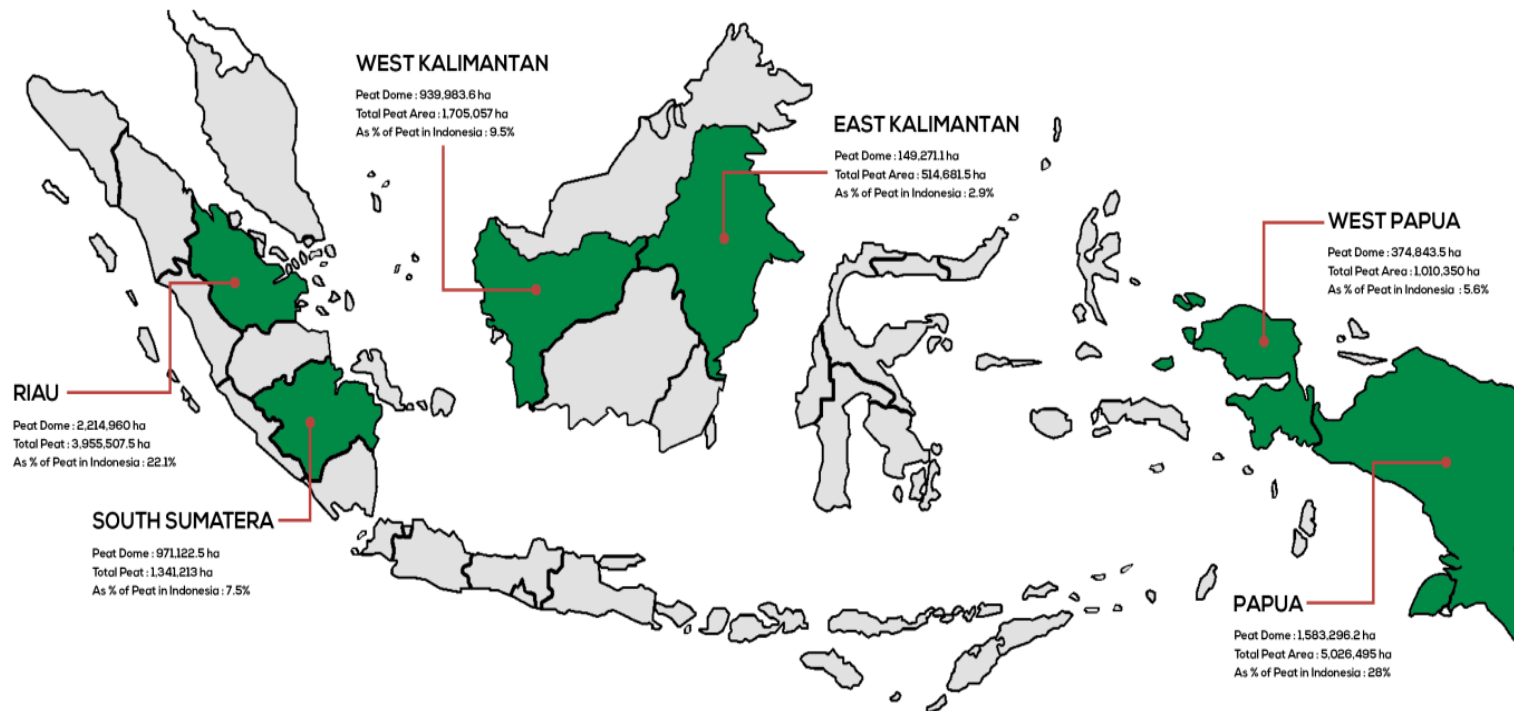 WEST KALIMANTAN
Peat Dome : 939,983.6 ha
Total Peat Area : 1,705,057 ha
As % of Peat in Indonesia : 9.5%
EAST KALIMANTAN
Peat Dome : 149,271.1 ha
Total Peat Area : 514,681.5 ha
As % of Peat in Indonesia : 2.9%
WEST PAPUA
Peat Dome : 374,843.5 ha
Total Peat Area : 1,010,350 ha
As % of Peat in Indonesia : 5.6%
RIAU
Peat Dome : 2,214,960 ha
Total Peat : 3,955,507.5 ha
As % of Peat in Indonesia : 22.1%
SOUTH SUMATERA
Peat Dome : 971,122.5 ha
Total Peat : 1,341,213 ha
As % of Peat in Indonesia : 7.5%
PAPUA
Peat Dome : 1,583,296.2 ha
Total Peat Area : 5,026,495 ha
As % of Peat in Indonesia : 28%